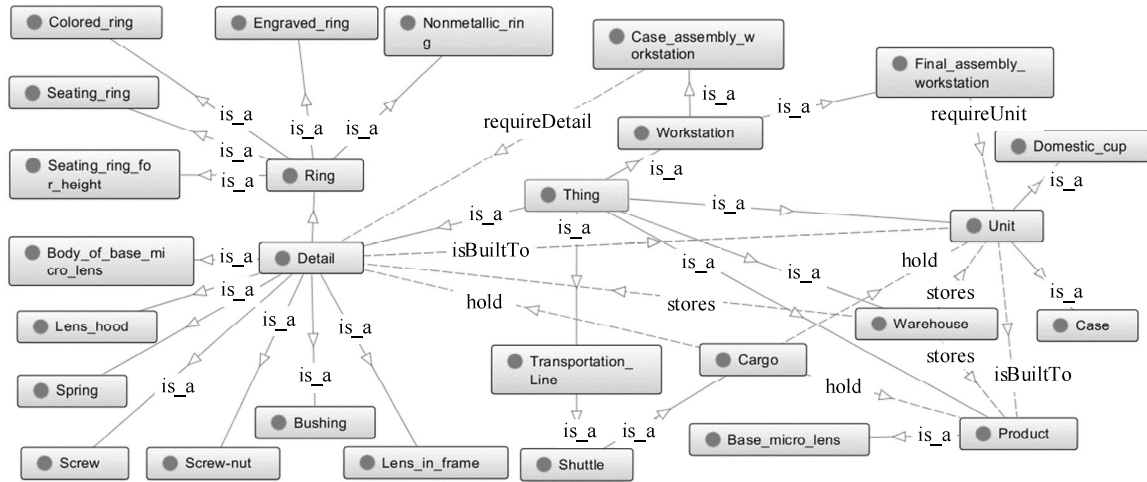 Colored_ring
Engraved_ring
Nonmetallic_rin
g
Case_assembly_w
orkstation
Final_assembly_
workstation
Seating_ring
is_a
is_a
is_a
is_a
is_a
is_a
requireDetail
Workstation
requireUnit
Domestic_cup
Seating_ring_fo
r_height
is_a
Ring
is_a
is_a
Thing
is_a
is_a
is_a
Unit
Body_of_base_mi
cro_lens
is_a
Detail
isBuiltTo
is_a
is_a
hold
is_a
is_a
is_a
is_a
hold
stores
stores
is_a
Lens_hood
Warehouse
Case
Transportation_
Line
Cargo
stores
isBuiltTo
Spring
is_a
is_a
hold
Bushing
is_a
is_a
Base_micro_lens
is_a
Product
Screw
Screw-nut
Lens_in_frame
Shuttle